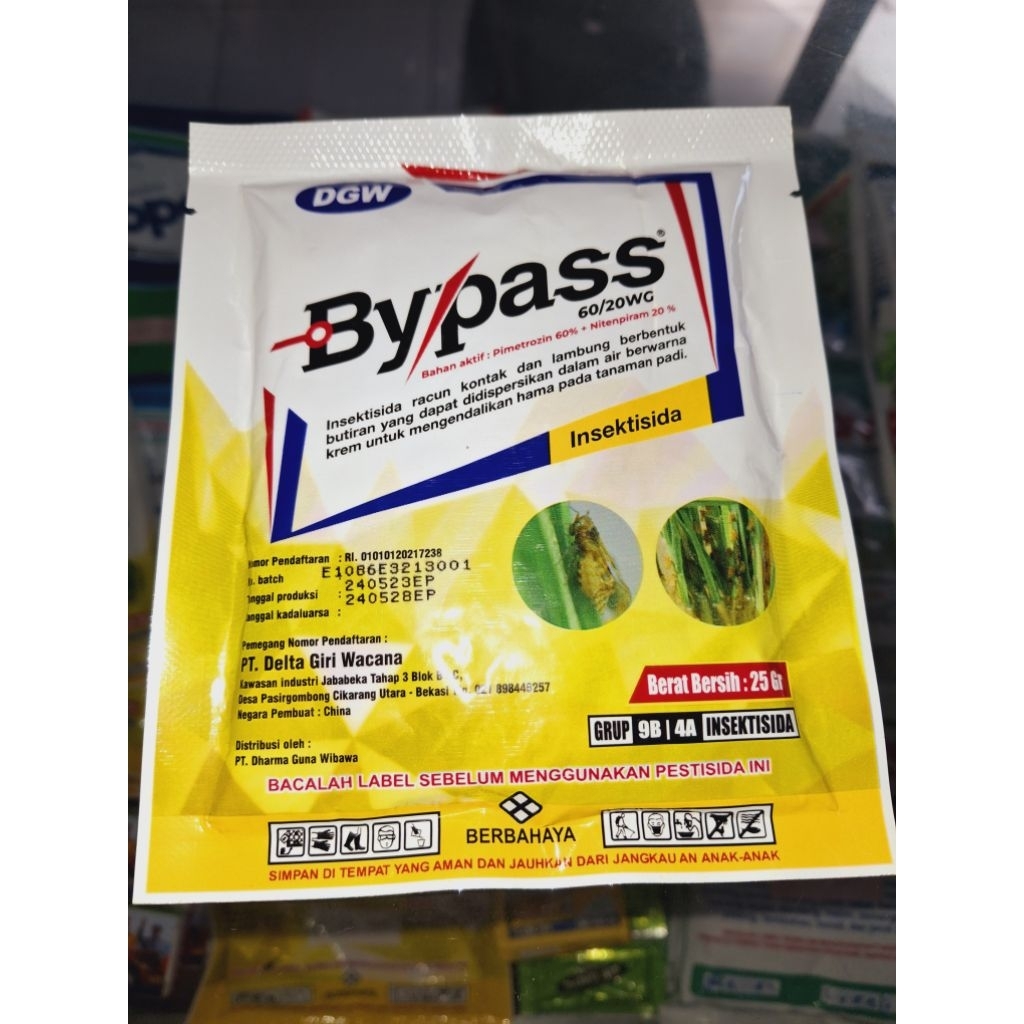 DGW
Bypass®
60/20WG
Bahan aktif : Pimetrozin 60% + Nitenpiram 20 %
Insektisida racun kontak dan lambung berbentuk
butiran yang dapat didispersikan dalam air berwarna
krem untuk mengendalikan hama pada tanaman padi.
Insektisida
Pendaftaran : RI. 01010120217238
batch E1086E3213001
produksi : 240523EP
kadaluarsa : 240528EP
Pemegang Nomor Pendaftaran :
PT. Delta Giri Wacana
Kawasan industri Jababeka Tahap 3 Blok
Desa Pasirgombong Cikarang Utara - Bekasi
Negara Pembuat : China
Distribusi oleh :
PT. Dharma Guna Wibawa
Berat Bersih : 25 Gr
GRUP 9B | 4A INSEKTISIDA
BACALAH LABEL SEBELUM MENGGUNAKAN PESTISIDA INI
BERBAHAYA
SIMPAN DI TEMPAT YANG AMAN DAN JAUHKAN DARI JANGKAU AN ANAK-ANAK